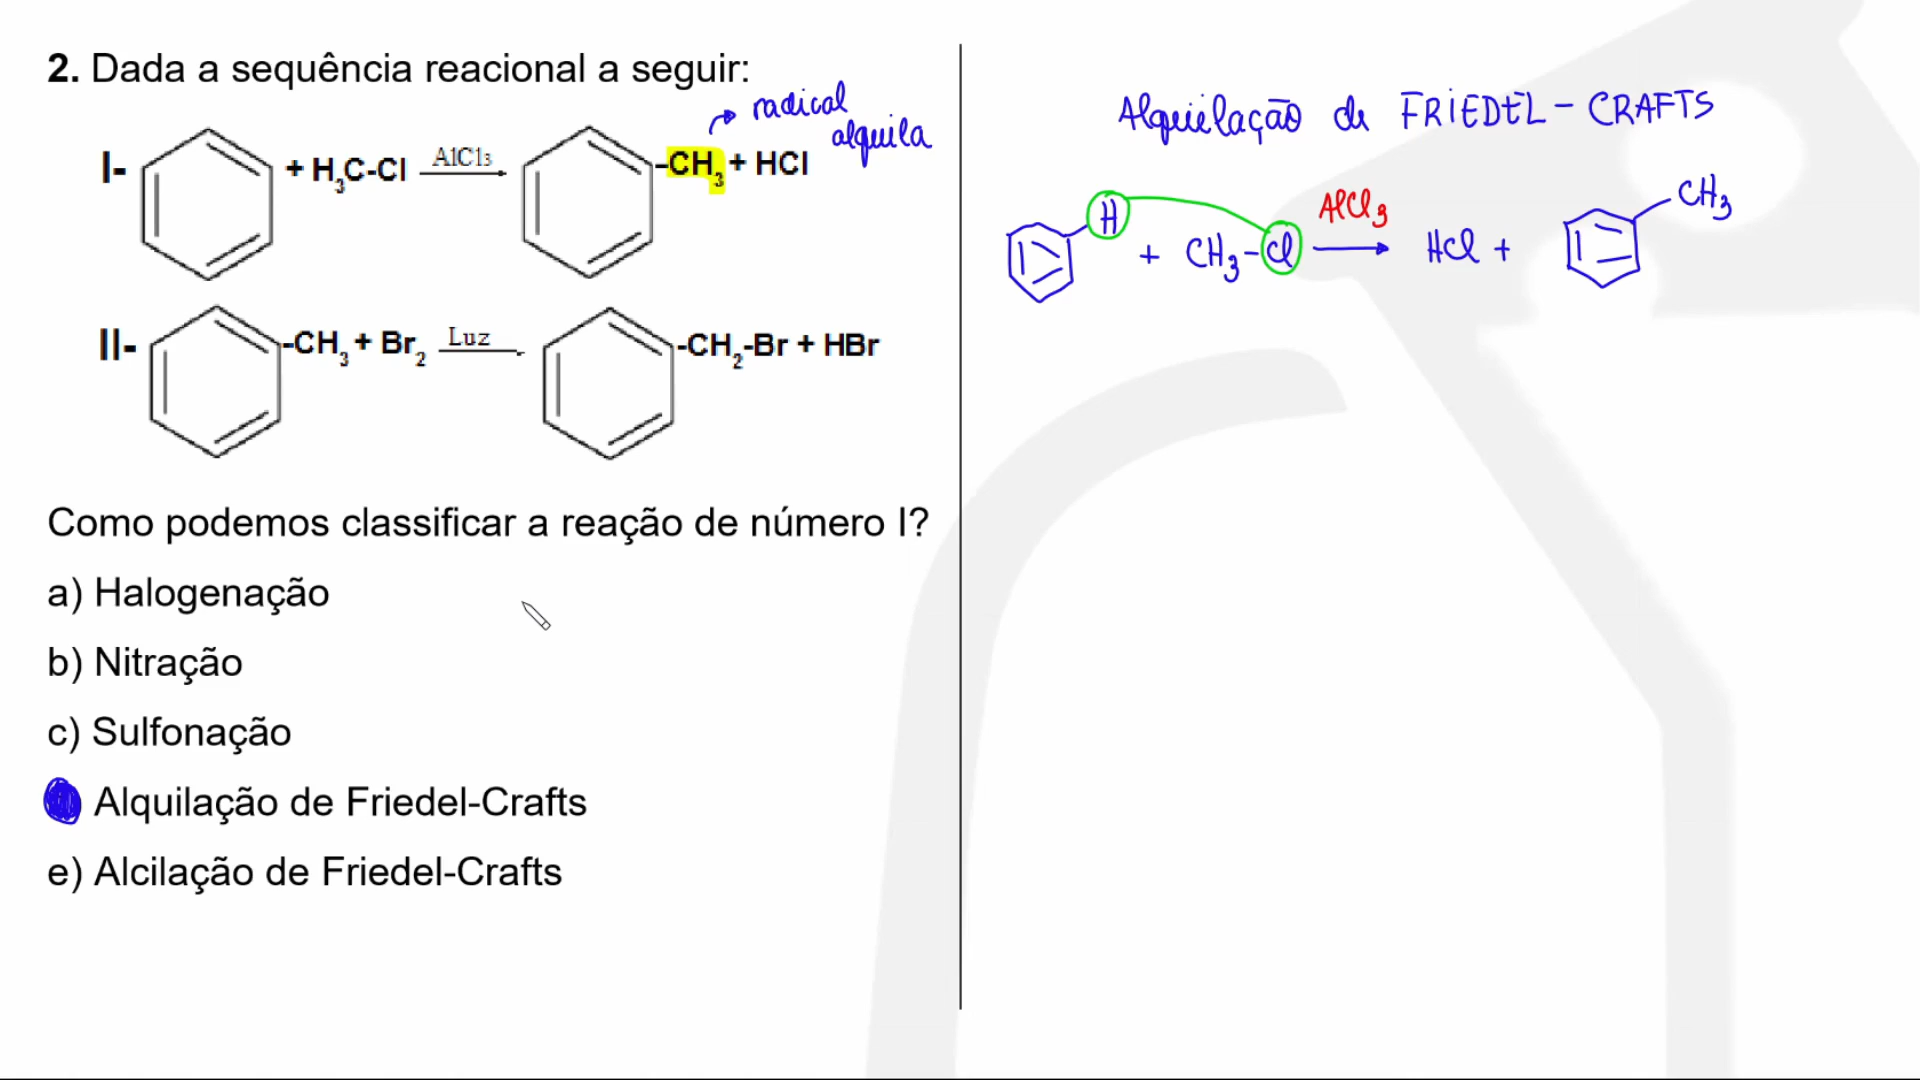 2. Dada a sequência reacional a seguir:
radical
alquila
I- + H₃C-Cl AlCl₃ -CH₃ + HCl
II- -CH₃ + Br₂ Luz -CH₂-Br + HBr
Como podemos classificar a reação de número I?
a) Halogenação
b) Nitração
c) Sulfonação
Alquilação de Friedel-Crafts
e) Alcilação de Friedel-Crafts
Alquilação de FRIEDEL - CRAFTS
H + CH₃-Cl AlCl₃ HCl + CH₃